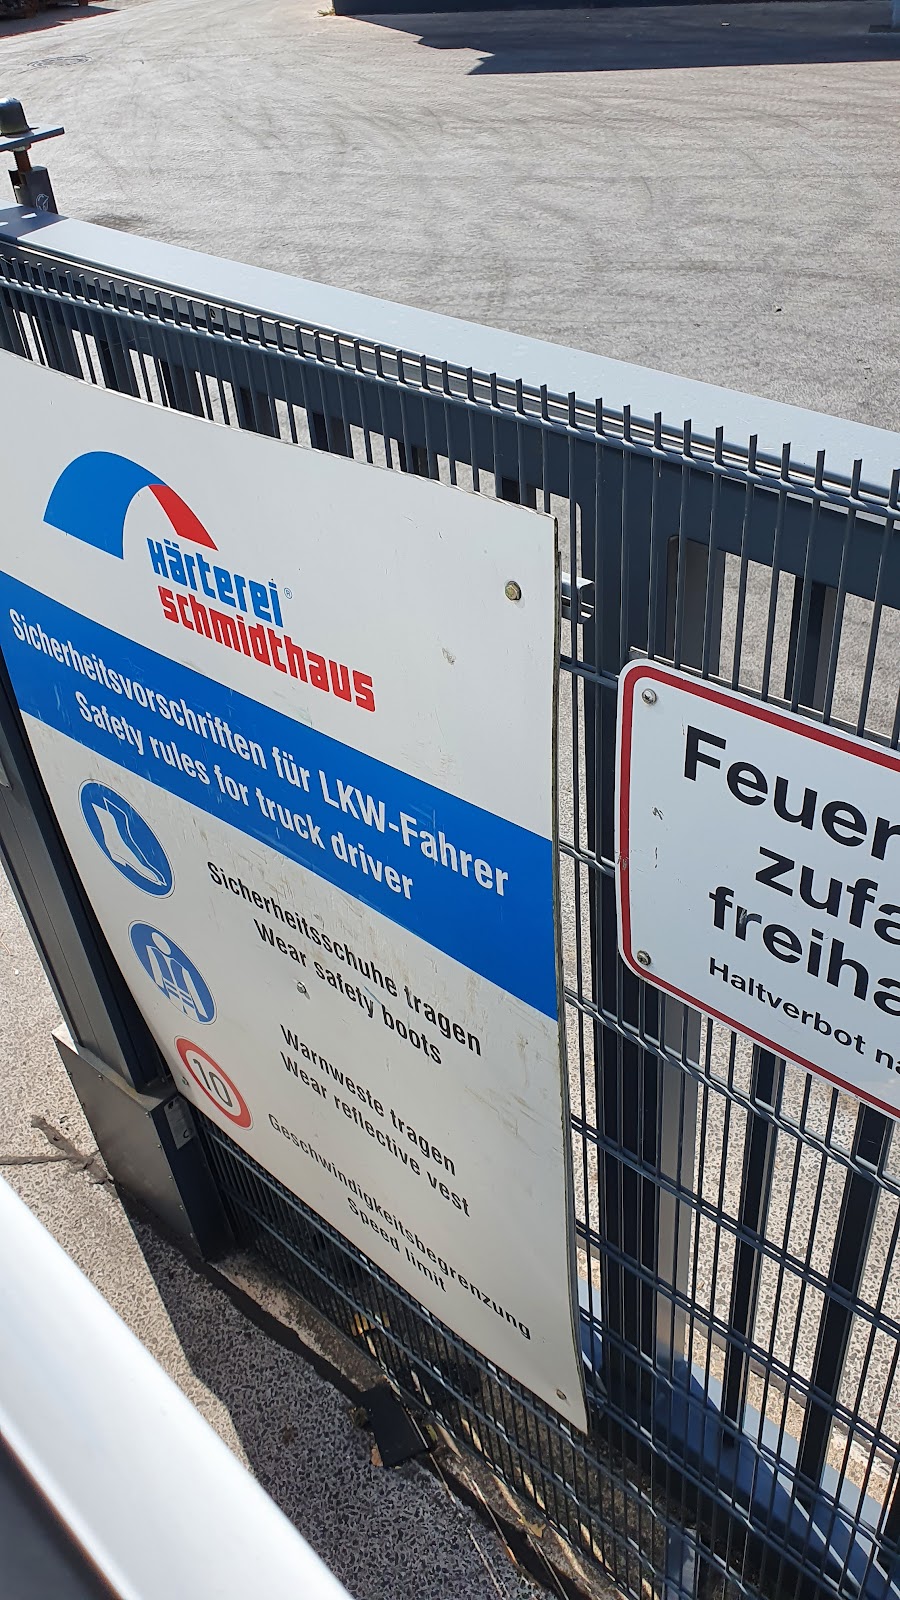 Härterei®
Schmidthaus
Sicherheitsvorschriften für LKW-Fahrer
Safety rules for truck driver
Sicherheitsschuhe tragen
Wear safety boots
Warnweste tragen
Wear reflective vest
10
Geschwindigkeitsbegrenzung
Speed limit
Feuer
zufa
freiha
Haltverbot na